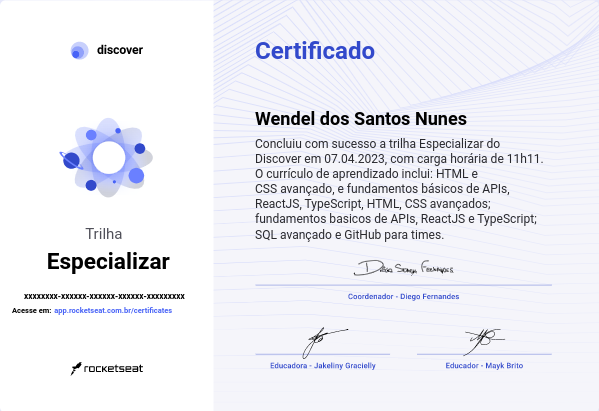 discover
Trilha
Especializar
xxxxxxxx-xxxxxx-xxxxxx-xxxxxx-xxxxxxxxx
Acesse em: app.rocketseat.com.br/certificates
rocketseat
Certificado
Wendel dos Santos Nunes
Concluiu com sucesso a trilha Especializar do
Discover em 07.04.2023, com carga horária de 11h11.
O currículo de aprendizado inclui: HTML e
CSS avançado, e fundamentos básicos de APIs,
ReactJS, TypeScript, HTML, CSS avançados;
fundamentos basicos de APIs, ReactJS e TypeScript;
SQL avançado e GitHub para times.
Coordenador - Diego Fernandes
Educadora - Jakeliny Gracielly
Educador - Mayk Brito